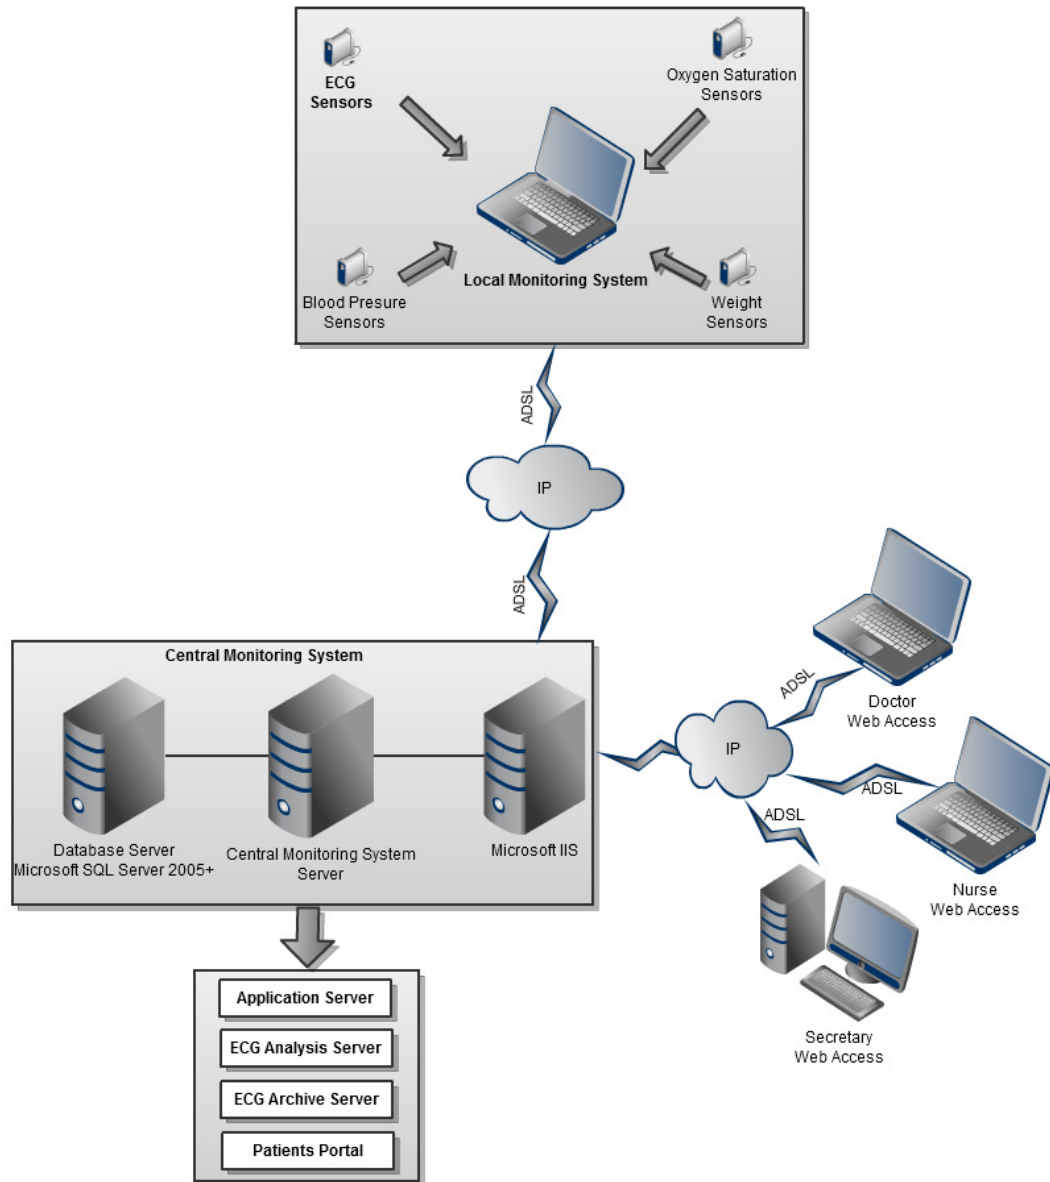 ECG
Sensors
Oxygen Saturation
Sensors
Local Monitoring System
Blood Presure
Sensors
Weight
Sensors
ADSL
IP
ADSL
Central Monitoring System
Database Server
Microsoft SQL Server 2005+
Central Monitoring System
Server
Microsoft IIS
IP
ADSL
Doctor
Web Access
ADSL
Nurse
Web Access
ADSL
Secretary
Web Access
Application Server
ECG Analysis Server
ECG Archive Server
Patients Portal